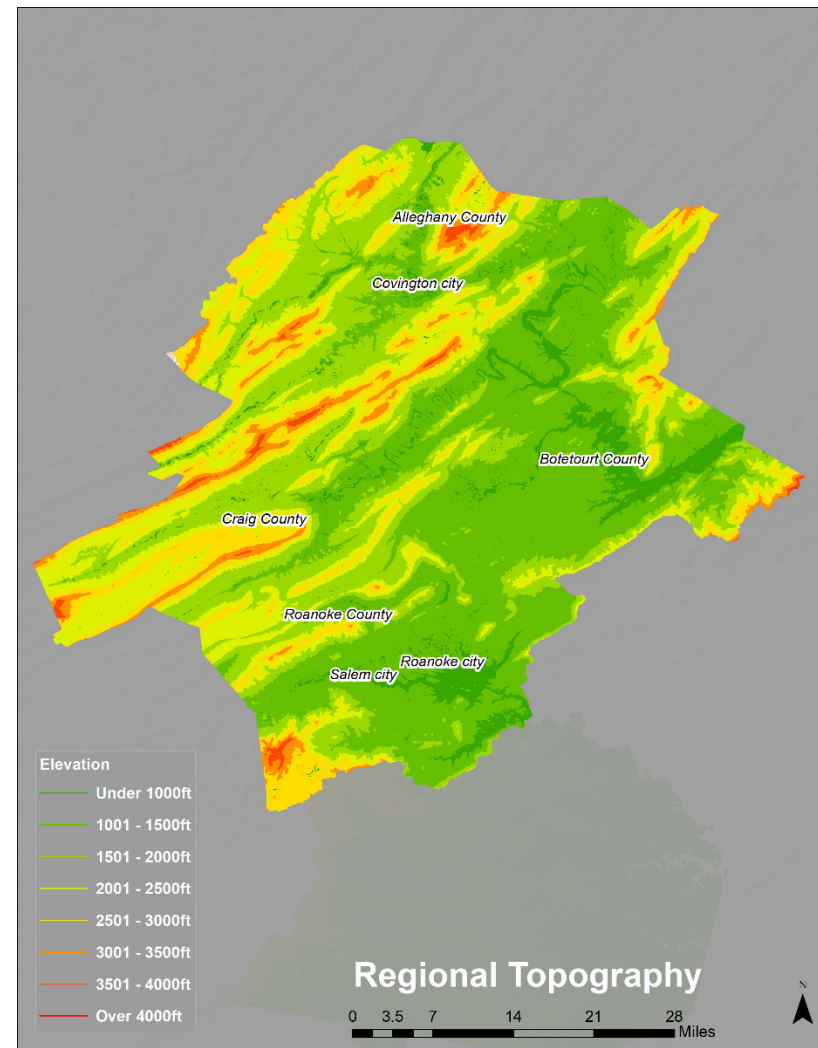 Alleghany County
Covington city
Botetourt County
Craig County
Roanoke County
Roanoke city
Salem city
Elevation
Under 1000ft
1001 - 1500ft
1501 - 2000ft
2001 - 2500ft
2501 - 3000ft
3001 - 3500ft
3501 - 4000ft
Over 4000ft
Regional Topography
N
0 3.5 7 14 21 28
Miles